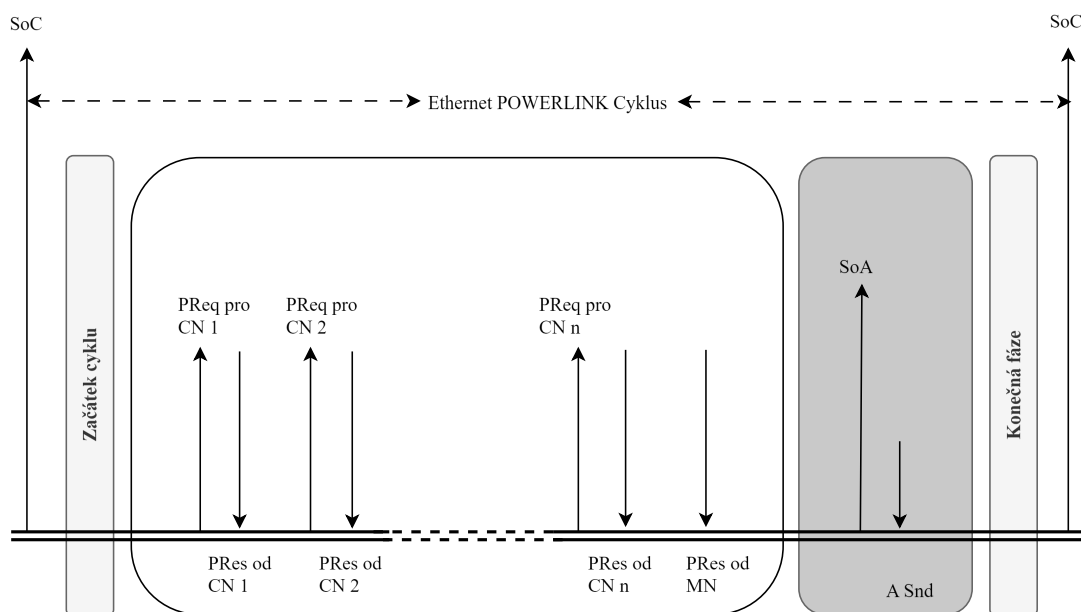 SoC
SoC
Ethernet POWERLINK Cyklus
SoA
PReq pro
CN 1
PReq pro
CN 2
PReq pro
CN n
Začátek cyklu
Konečná fáze
PRes od
CN 1
PRes od
CN 2
PRes od
CN n
PRes od
MN
A Snd